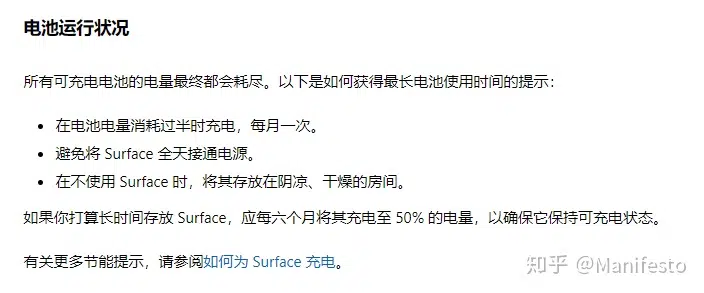 电池运行状况
所有可充电电池的电量最终都会耗尽。以下是如何获得最长电池使用时间的提示：
• 在电池电量消耗过半时充电，每月一次。
• 避免将 Surface 全天接通电源。
• 在不使用 Surface 时，将其存放在阴凉、干燥的房间。
如果你打算长时间存放 Surface，应每六个月将其充电至 50% 的电量，以确保它保持可充电状态。
有关更多节能提示，请参阅如何为 Surface 充电。
知乎 @Manifesto